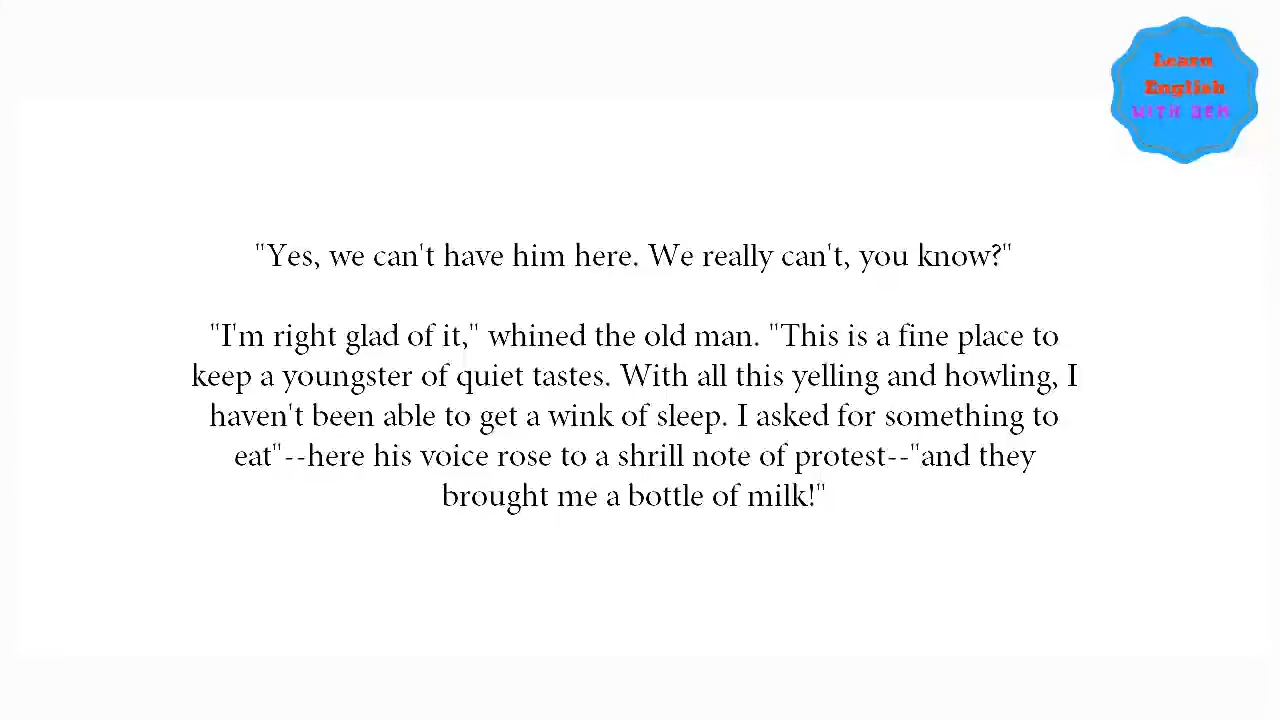 Learn
English
WITH DEM
"Yes, we can't have him here. We really can't, you know?"
"I'm right glad of it," whined the old man. "This is a fine place to
keep a youngster of quiet tastes. With all this yelling and howling, I
haven't been able to get a wink of sleep. I asked for something to
eat"--here his voice rose to a shrill note of protest--"and they
brought me a bottle of milk!"